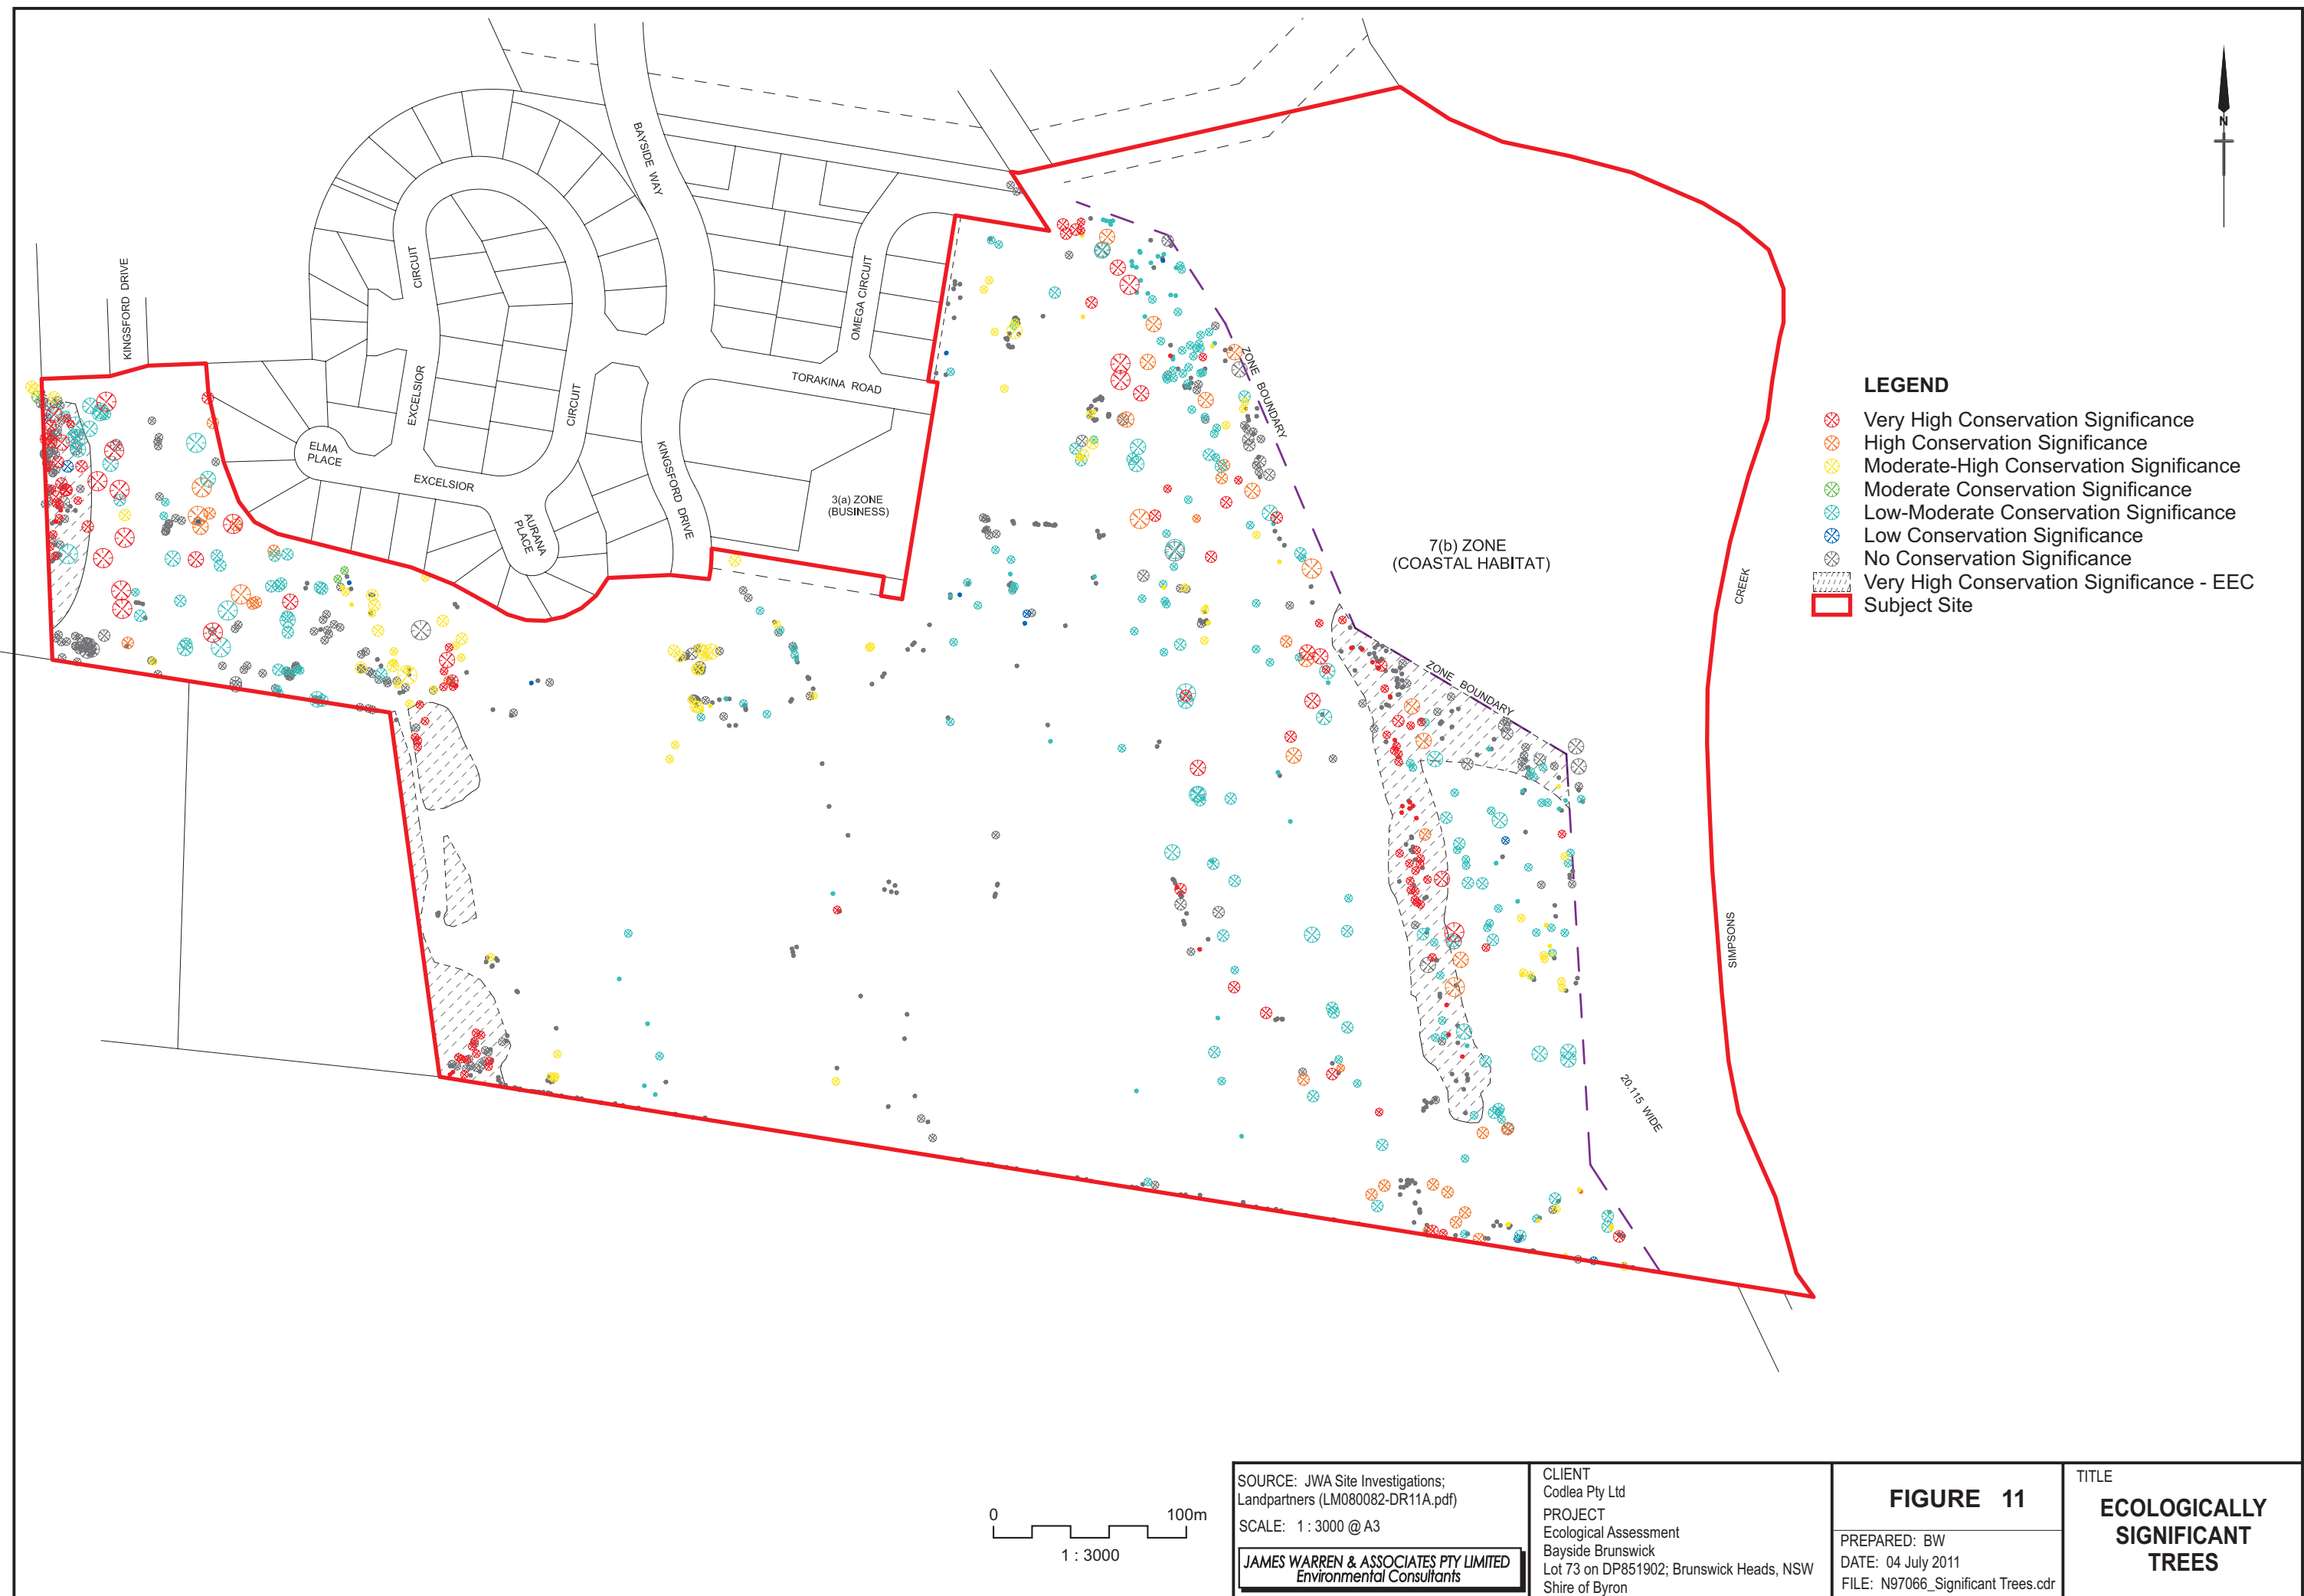 N
BAYSIDE WAY
KINGSFORD DRIVE
CIRCUIT
EXCELSIOR
CIRCUIT
OMEGA CIRCUIT
TORAKINA ROAD
ELMA
PLACE
EXCELSIOR
AURANA
PLACE
KINGSFORD DRIVE
3(a) ZONE
(BUSINESS)
ZONE BOUNDARY
7(b) ZONE
(COASTAL HABITAT)
ZONE BOUNDARY
CREEK
SIMPSONS
20.115 WIDE
LEGEND
Very High Conservation Significance
High Conservation Significance
Moderate-High Conservation Significance
Moderate Conservation Significance
Low-Moderate Conservation Significance
Low Conservation Significance
No Conservation Significance
Very High Conservation Significance - EEC
Subject Site
0 100m
1 : 3000
SOURCE: JWA Site Investigations;
Landpartners (LM080082-DR11A.pdf)
SCALE: 1 : 3000 @ A3
JAMES WARREN & ASSOCIATES PTY LIMITED
Environmental Consultants
CLIENT
Codlea Pty Ltd
PROJECT
Ecological Assessment
Bayside Brunswick
Lot 73 on DP851902; Brunswick Heads, NSW
Shire of Byron
FIGURE 11
PREPARED: BW
DATE: 04 July 2011
FILE: N97066_Significant Trees.cdr
TITLE
ECOLOGICALLY
SIGNIFICANT
TREES